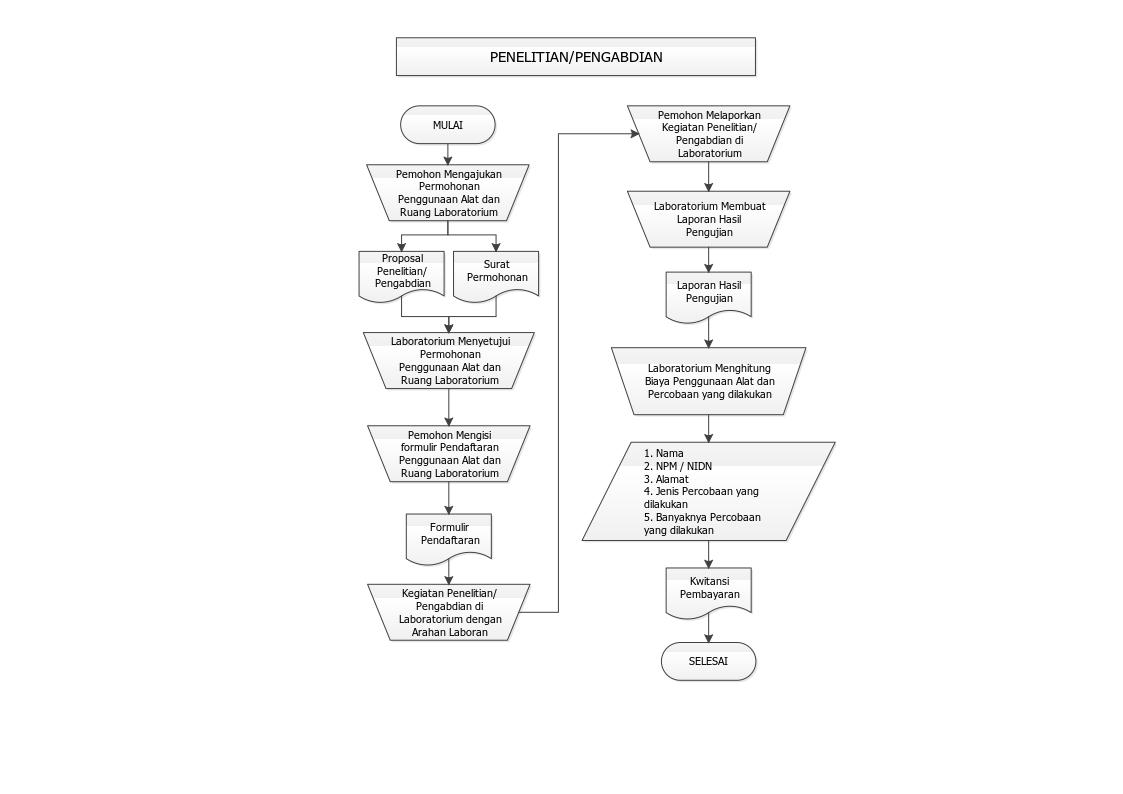 PENELITIAN/PENGABDIAN
MULAI
Pemohon Mengajukan
Permohonan
Penggunaan Alat dan
Ruang Laboratorium
Proposal
Penelitian/
Pengabdian
Surat
Permohonan
Laboratorium Menyetujui
Permohonan
Penggunaan Alat dan
Ruang Laboratorium
Pemohon Mengisi
formulir Pendaftaran
Penggunaan Alat dan
Ruang Laboratorium
Formulir
Pendaftaran
Kegiatan Penelitian/
Pengabdian di
Laboratorium dengan
Arahan Laboran
Pemohon Melaporkan
Kegiatan Penelitian/
Pengabdian di
Laboratorium
Laboratorium Membuat
Laporan Hasil
Pengujian
Laporan Hasil
Pengujian
Laboratorium Menghitung
Biaya Penggunaan Alat dan
Percobaan yang dilakukan
1. Nama
2. NPM / NIDN
3. Alamat
4. Jenis Percobaan yang
dilakukan
5. Banyaknya Percobaan
yang dilakukan
Kwitansi
Pembayaran
SELESAI